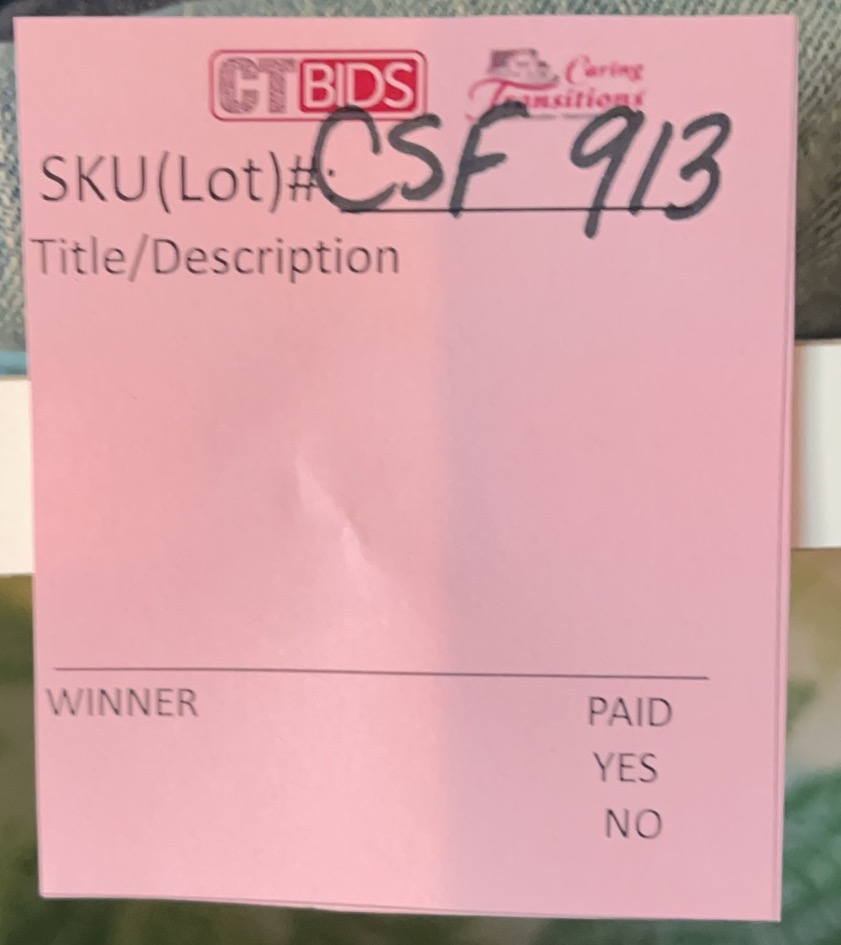 CTBIDS
Caring
Transitions
SKU(Lot)#: CSF 913
Title/Description
WINNER
PAID
YES
NO